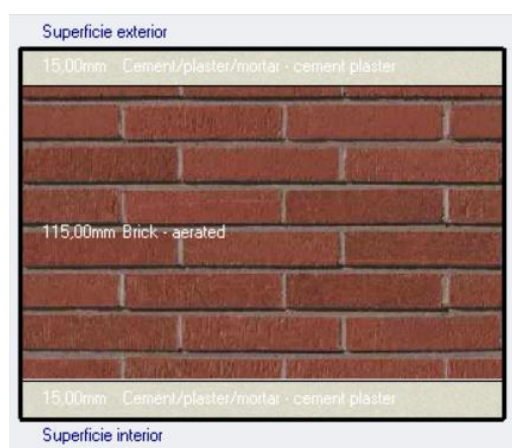 Superficie exterior
15,00mm Cement/plaster/mortar - cement plaster
115,00mm Brick - aerated
15,00mm Cement/plaster/mortar - cement plaster
Superficie interior